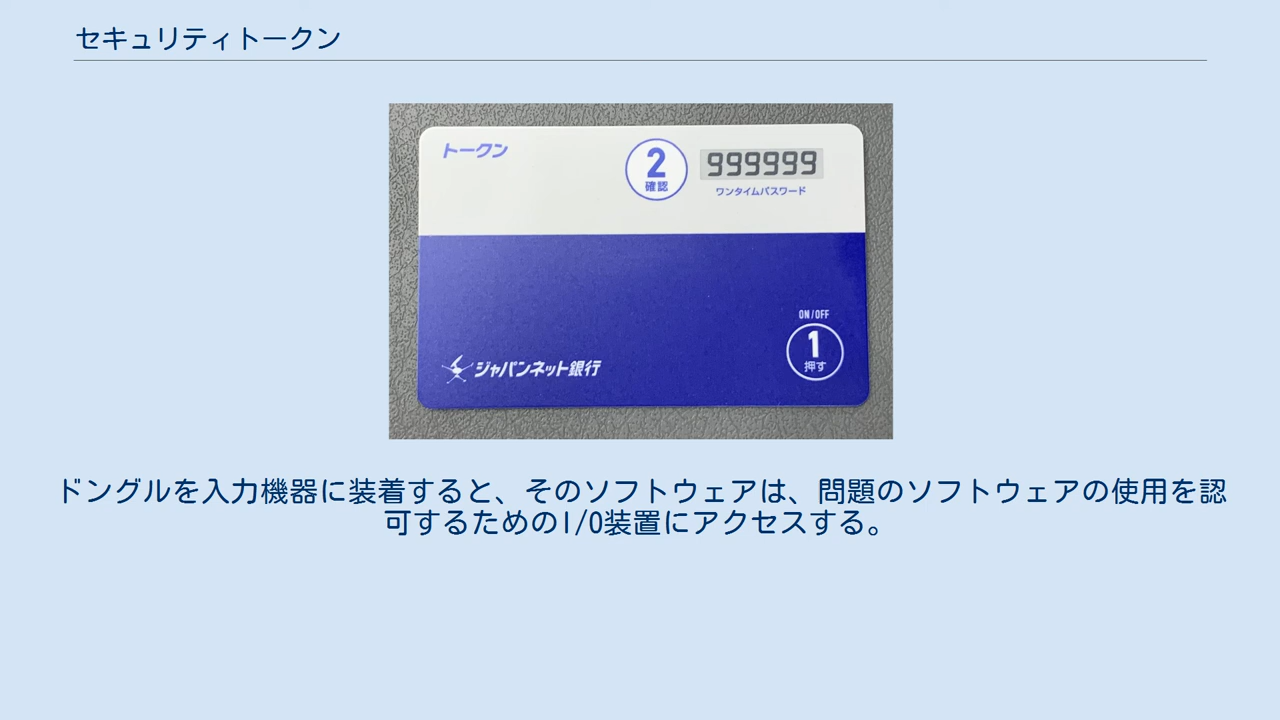 セキュリティトークン
トークン
2
確認
999999
ワンタイムパスワード
ON/OFF
1
押す
ジャパンネット銀行
ドングルを入力機器に装着すると、そのソフトウェアは、問題のソフトウェアの使用を認
可するためのI/O装置にアクセスする。